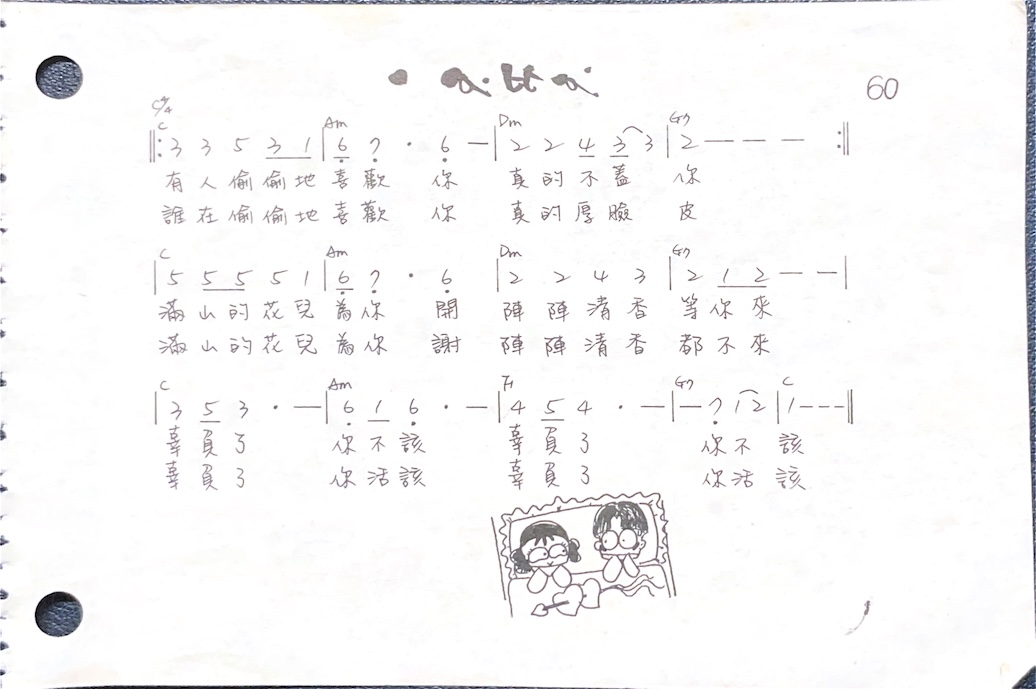 60
C 4/4
C Am Dm G7
‖: 3 3 5 3 1 | 6 7 · 6 — | 2 2 4 3 3 | 2 — — — :‖
有人偷偷地喜歡 你 真的不蓋 你
誰在偷偷地喜歡 你 真的厚臉 皮
C Am Dm G7
| 5 5 5 5 1 | 6 7 · 6 | 2 2 4 3 | 2 1 2 — — |
滿山的花兒為你 開 陣陣清香 等你來
滿山的花兒為你 謝 陣陣清香 都不來
C Am F G7 C
| 3 5 3 · — | 6 1 6 · — | 4 5 4 · — | — 7 1 2 | 1 - - - ‖
辜負了 你不該 辜負了 你不 該
辜負了 你活該 辜負了 你活 該